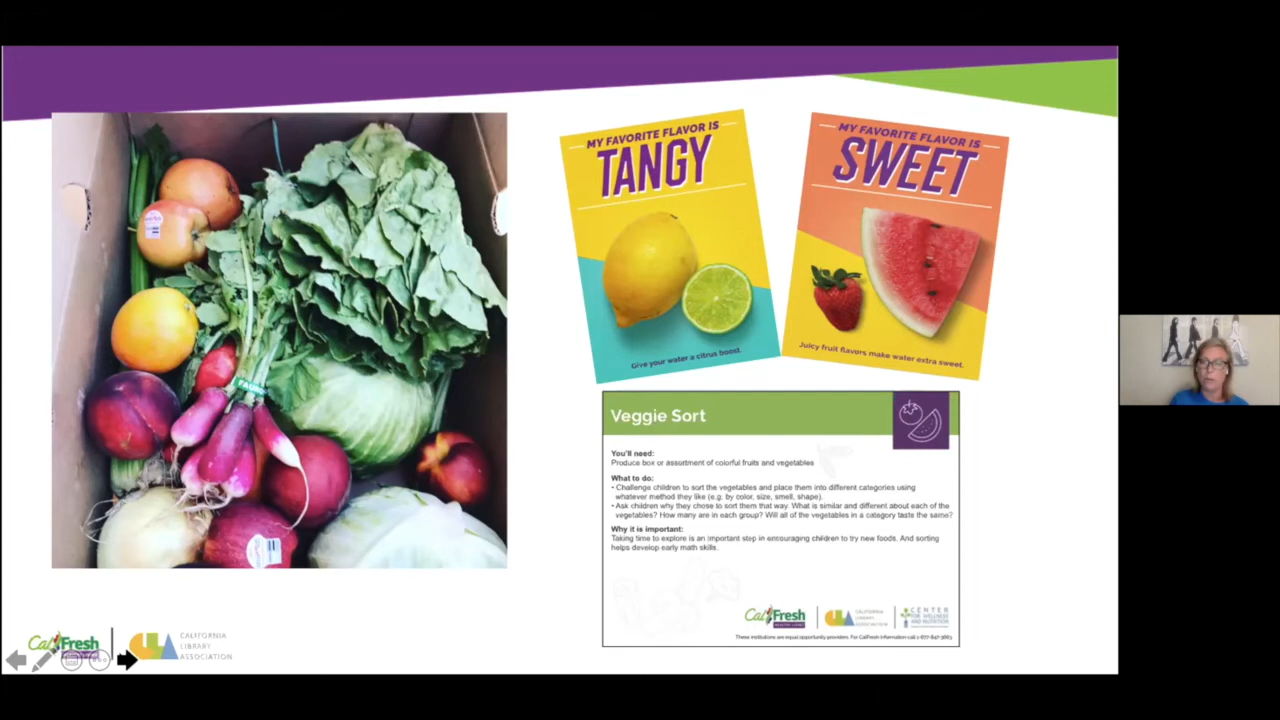 MY FAVORITE FLAVOR IS
TANGY
Give your water a citrus boost.
MY FAVORITE FLAVOR IS
SWEET
Juicy fruit flavors make water extra sweet.
Veggie Sort
You'll need:
Produce box or assortment of colorful fruits and vegetables
What to do:
• Challenge children to sort the vegetables and place them into different categories using
whatever method they like (e.g. by color, size, smell, shape).
• Ask children why they chose to sort them that way. What is similar and different about each of the
vegetables? How many are in each group? Will all of the vegetables in a category taste the same?
Why it is important:
Taking time to explore is an important step in encouraging children to try new foods. And sorting
helps develop early math skills.
CalFresh
HEALTHY LIVING
CLA
CALIFORNIA
LIBRARY
ASSOCIATION
CENTER
FOR WELLNESS
AND NUTRITION
These institutions are equal opportunity providers. For CalFresh information call 1-877-847-3663
CalFresh
CLA
CALIFORNIA
LIBRARY
ASSOCIATION